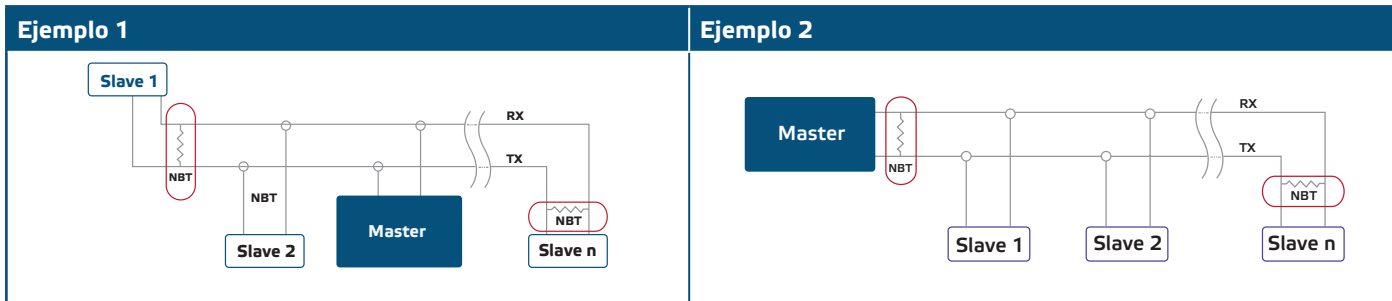 Ejemplo 1
Slave 1
RX
TX
NBT
NBT
NBT
Master
Slave 2
Slave n
Ejemplo 2
RX
Master
TX
NBT
NBT
Slave 1
Slave 2
Slave n